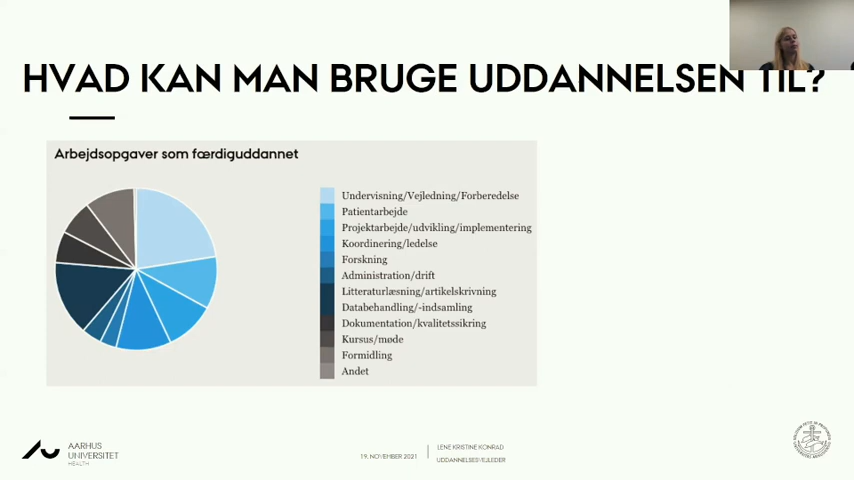 HVAD KAN MAN BRUGE UDDANNELSEN TIL?
Arbejdsopgaver som færdiguddannet
Undervisning/Vejledning/Forberedelse
Patientarbejde
Projektarbejde/udvikling/implementering
Koordinering/ledelse
Forskning
Administration/drift
Litteraturlæsning/artikelskrivning
Databehandling/-indsamling
Dokumentation/kvalitetssikring
Kursus/møde
Formidling
Andet
AARHUS
UNIVERSITET
HEALTH
19. NOVEMBER 2021
LENE KRISTINE KONRAD
UDDANNELSESVEJLEDER